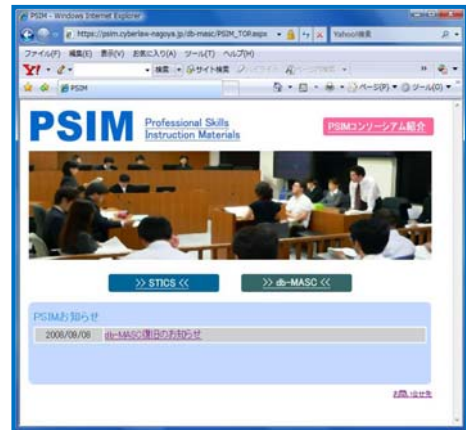 PSIM - Windows Internet Explorer
https://psim.cyberlaw-nagoya.jp/db-masc/PSIM_TOP.aspx
Yahoo!検索
ファイル(F) 編集(E) 表示(V) お気に入り(A) ツール(T) ヘルプ(H)
Y! 検索 サイト検索
PSIM ページ(P) ツール(O)
PSIM Professional Skills
Instruction Materials
PSIMコンソーシアム紹介
>> STICS << >> db-MASC <<
PSIMお知らせ
2008/08/08 db-MASC復旧のお知らせ
お問い合せ先